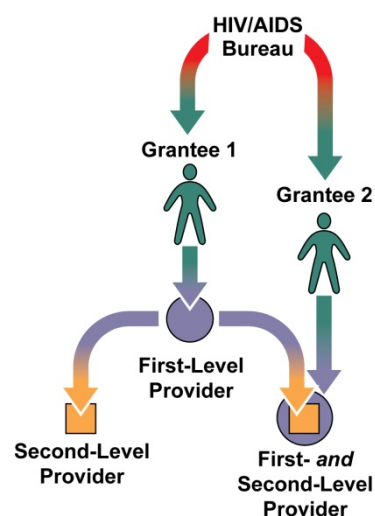 HIV/AIDS
Bureau
Grantee 1
Grantee 2
First-Level
Provider
Second-Level
Provider
First- and
Second-Level
Provider